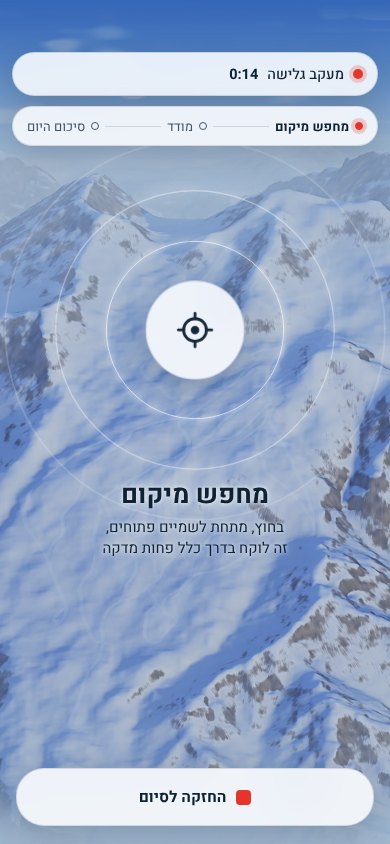 מעקב גלישה 0:14
מחפש מיקום
מודד
סיכום היום
מחפש מיקום
בחוץ, מתחת לשמיים פתוחים,
זה לוקח בדרך כלל פחות מדקה
החזקה לסיום